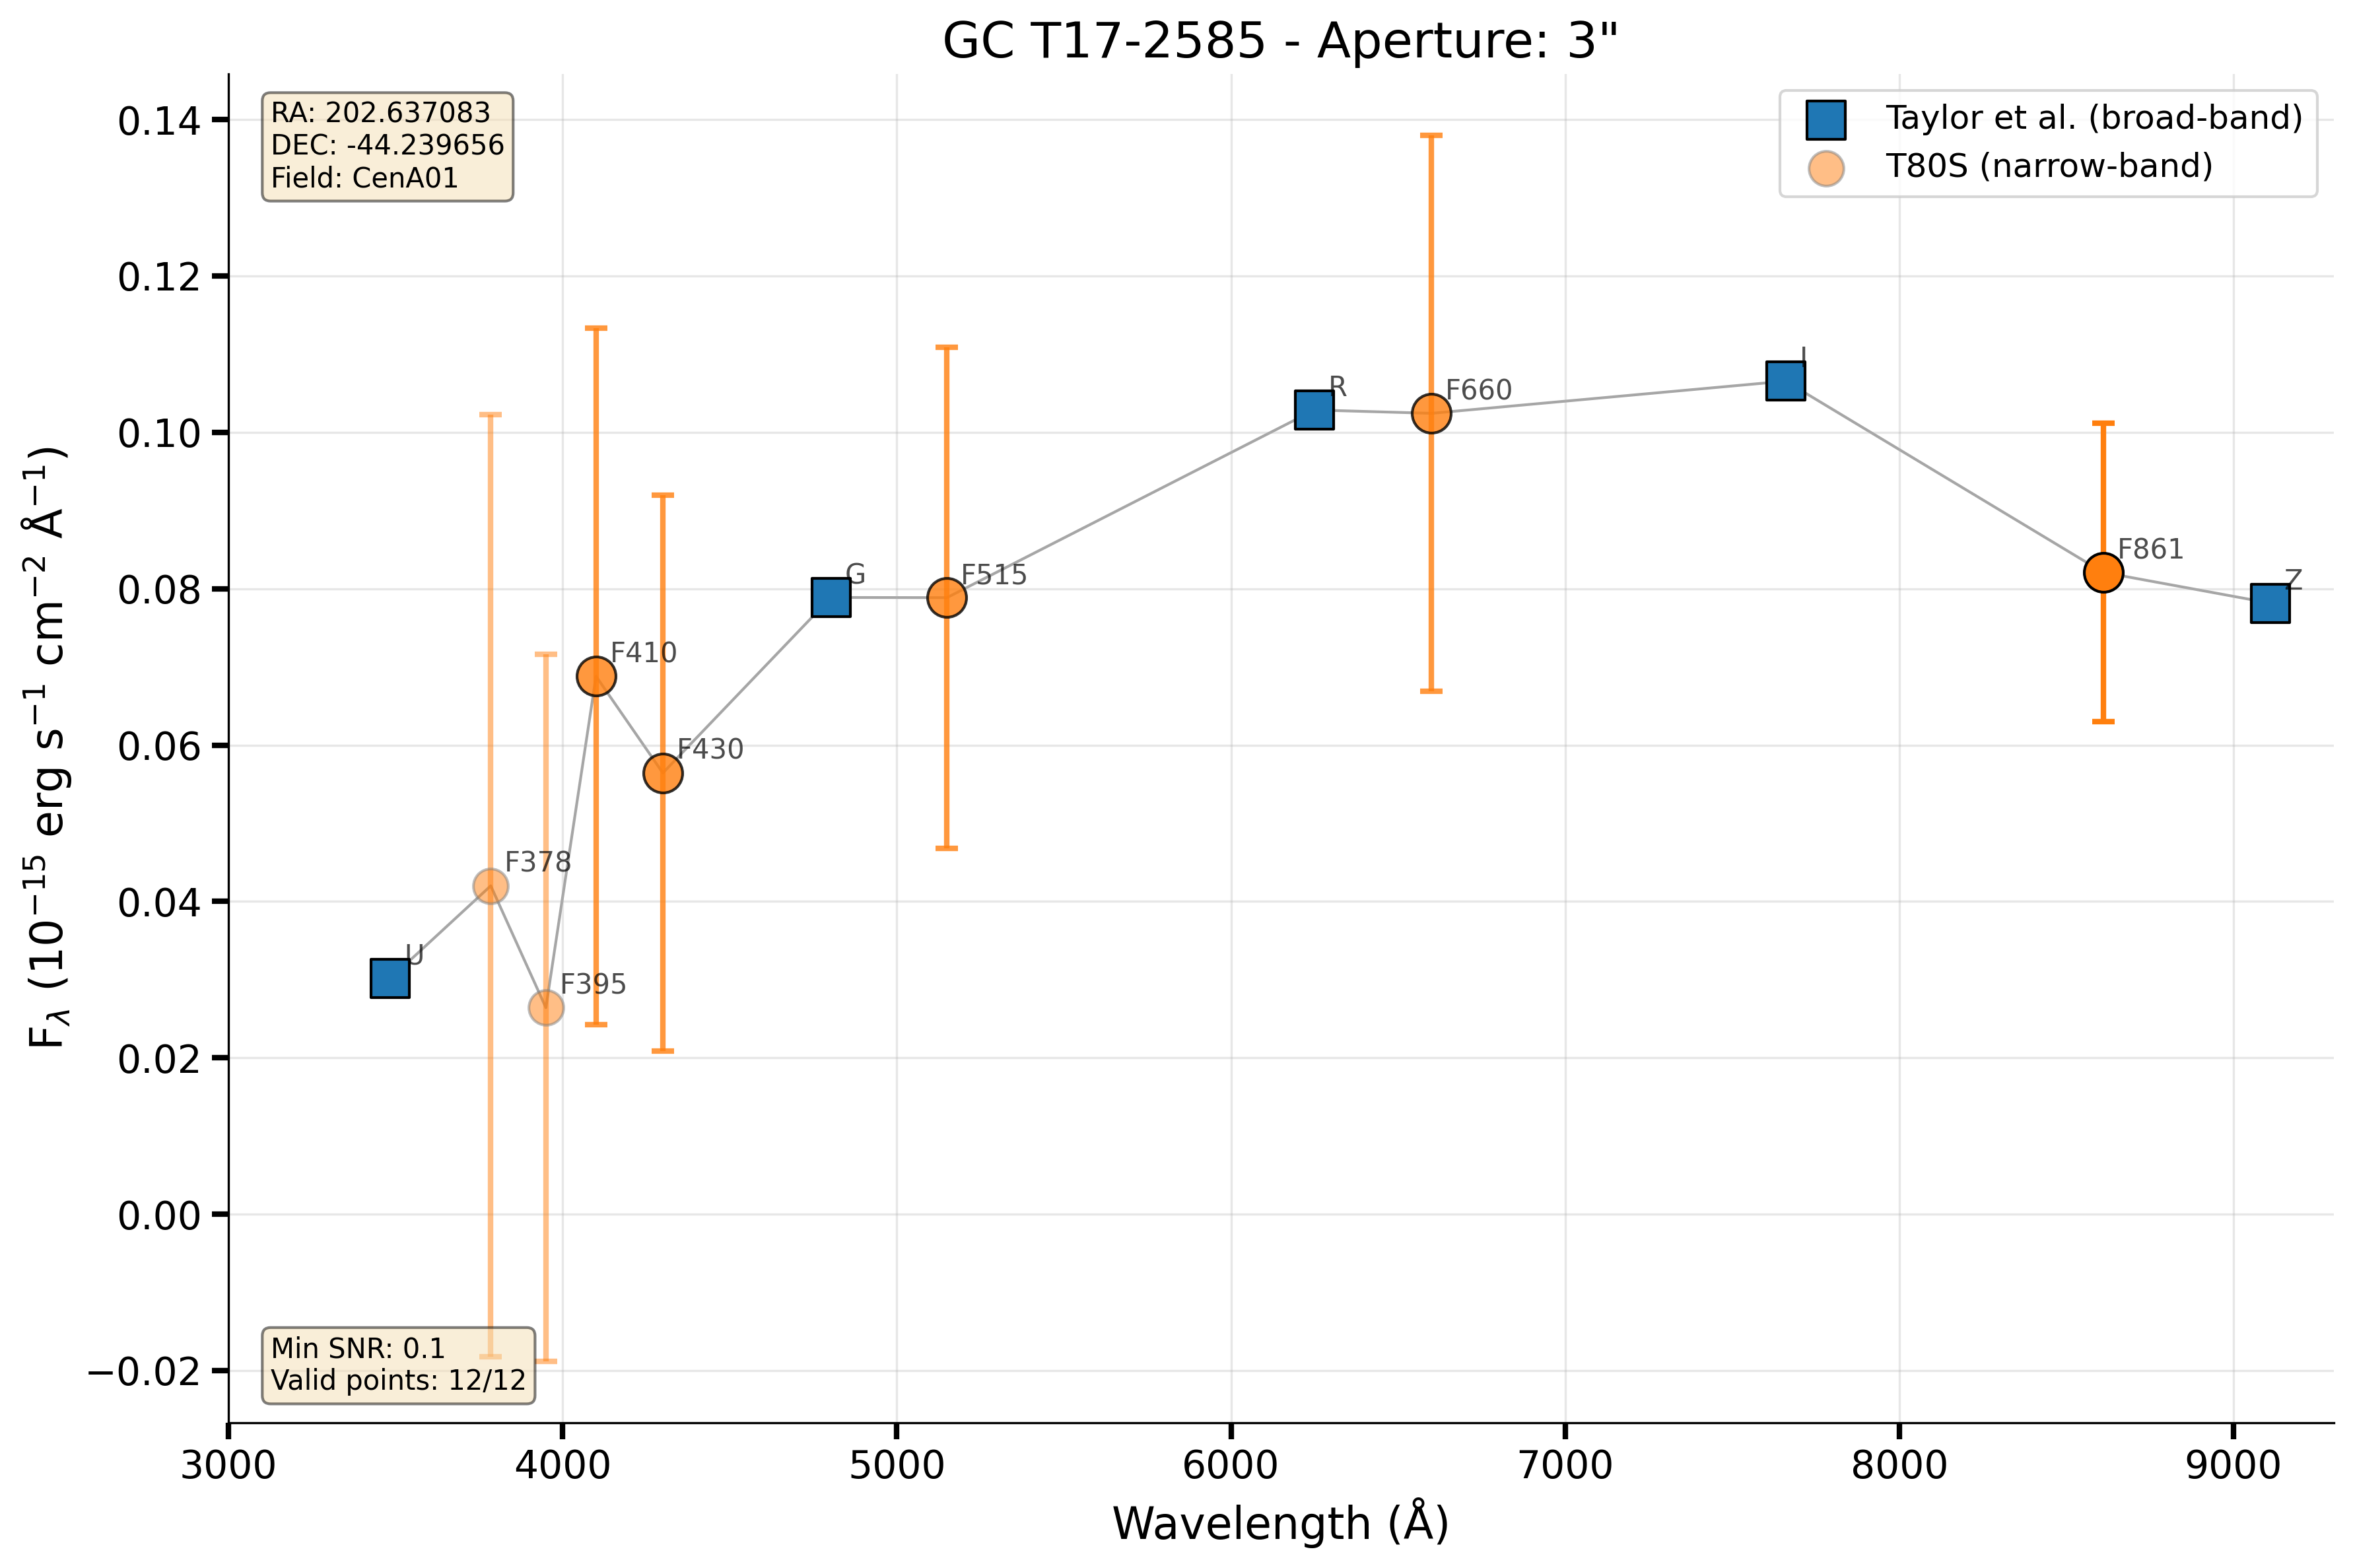 GC T17-2585 - Aperture: 3"
RA: 202.637083
DEC: -44.239656
Field: CenA01
Taylor et al. (broad-band)
T80S (narrow-band)
0.14
0.12
0.10
0.08
0.06
0.04
0.02
0.00
−0.02
F_λ (10⁻¹⁵ erg s⁻¹ cm⁻² Å⁻¹)
U
F378
F395
F410
F430
G
F515
R
F660
I
F861
Z
Min SNR: 0.1
Valid points: 12/12
3000 4000 5000 6000 7000 8000 9000
Wavelength (Å)